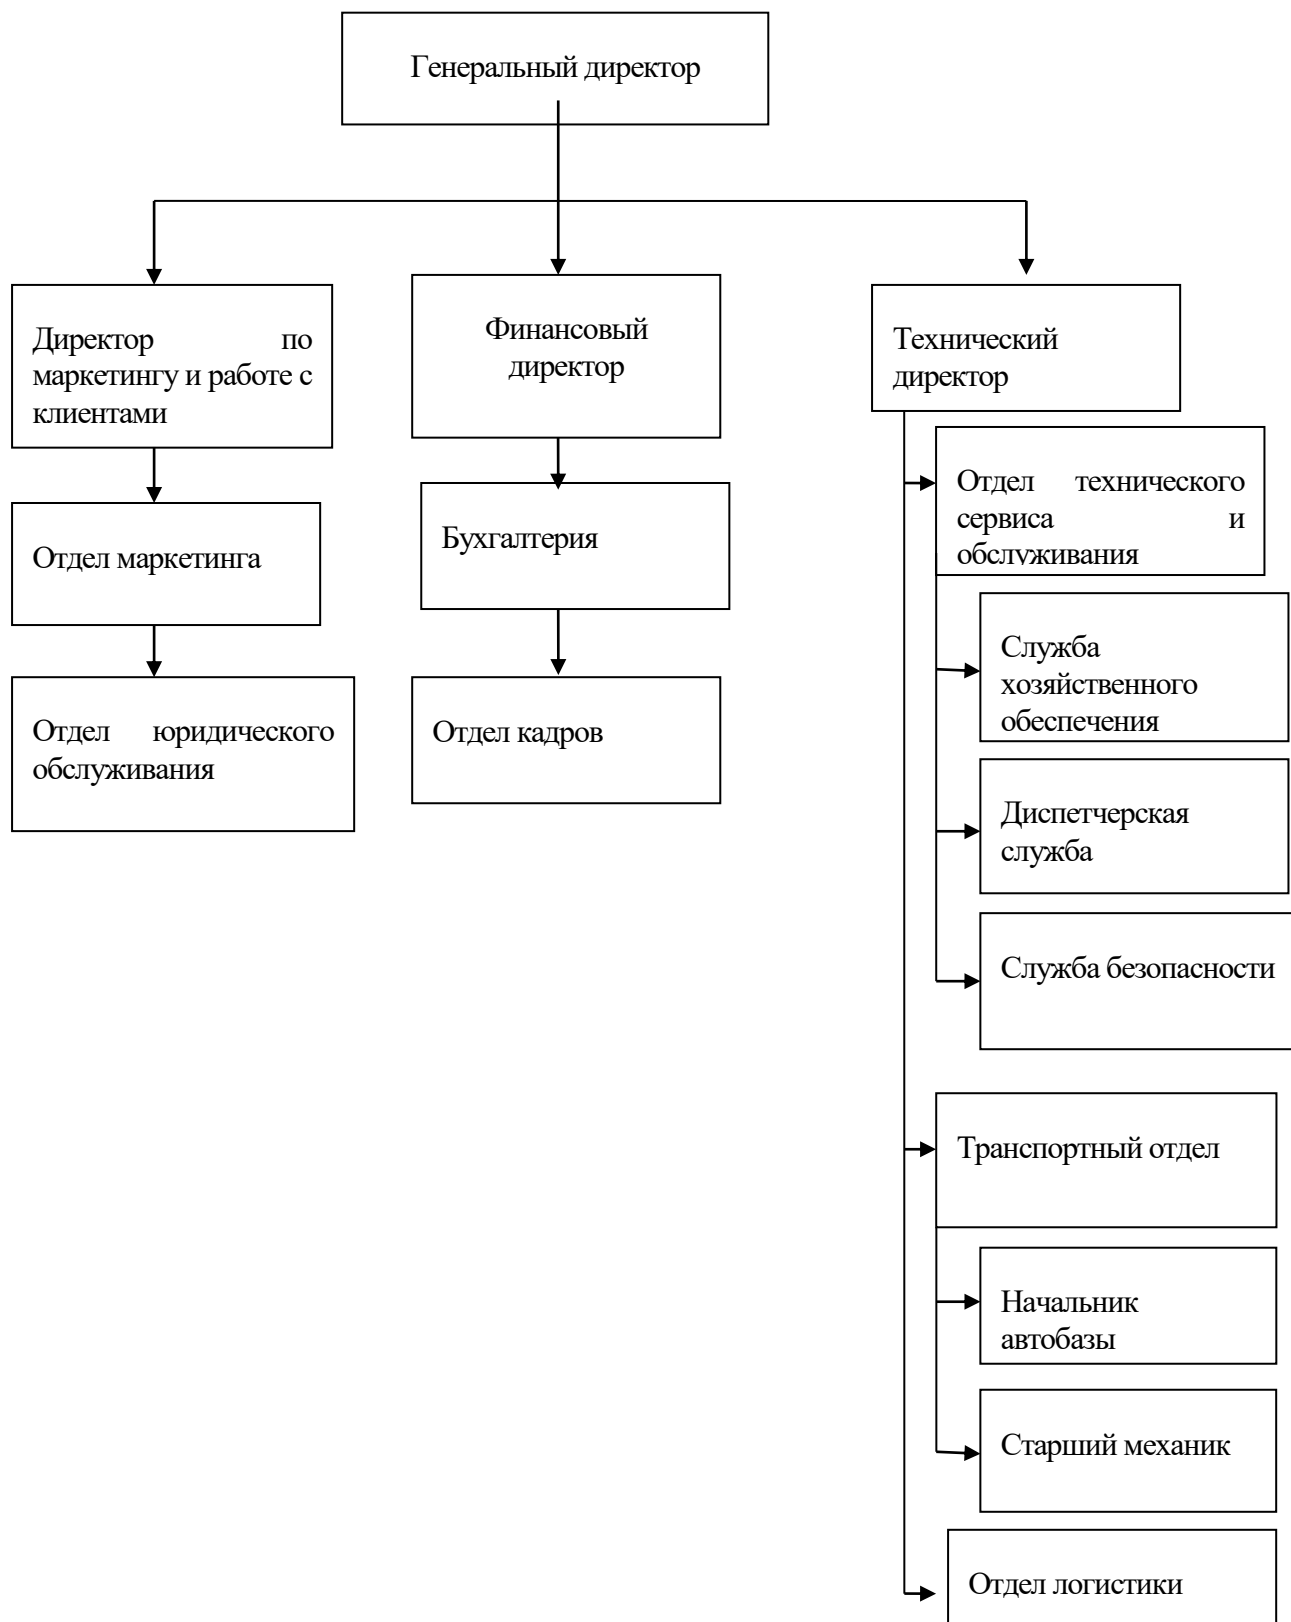 Генеральный директор
Директор по
маркетингу и работе с
клиентами
Финансовый
директор
Технический
директор
Отдел маркетинга
Бухгалтерия
Отдел технического
сервиса и
обслуживания
Отдел юридического
обслуживания
Отдел кадров
Служба
хозяйственного
обеспечения
Диспетчерская
служба
Служба безопасности
Транспортный отдел
Начальник
автобазы
Старший механик
Отдел логистики